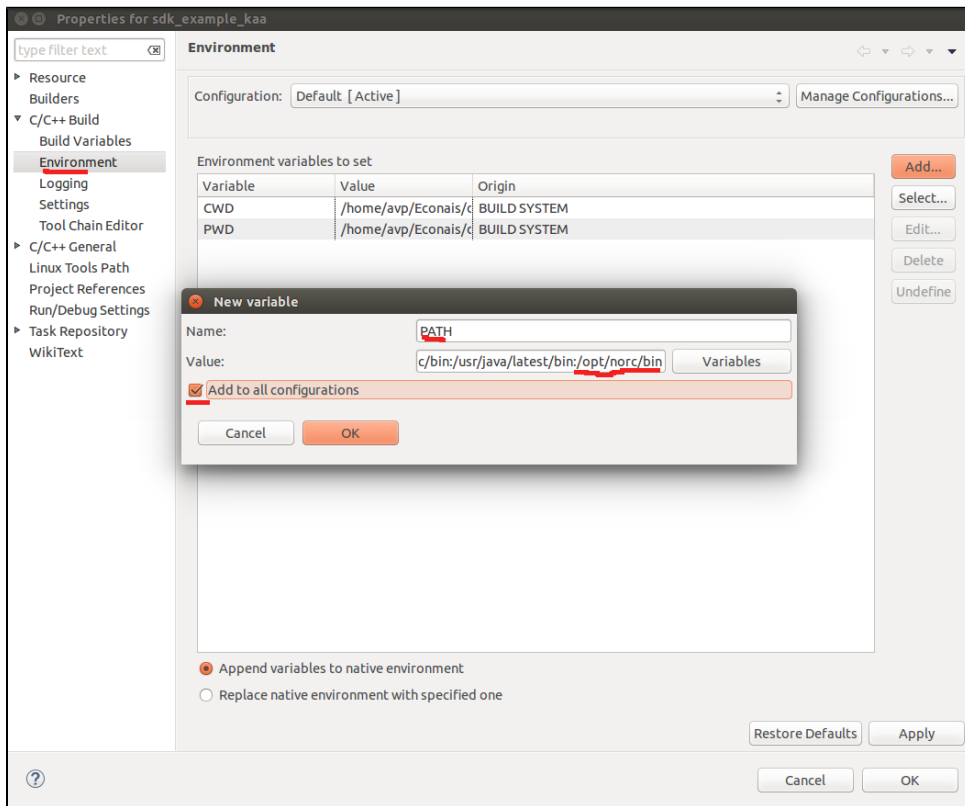 Properties for sdk_example_kaa
type filter text
Environment
Resource
Builders
C/C++ Build
Build Variables
Environment
Logging
Settings
Tool Chain Editor
C/C++ General
Linux Tools Path
Project References
Run/Debug Settings
Task Repository
WikiText
Configuration: Default [ Active ] Manage Configurations...
Environment variables to set
Variable Value Origin
CWD /home/avp/Econais/c BUILD SYSTEM
PWD /home/avp/Econais/c BUILD SYSTEM
Add...
Select...
Edit...
Delete
Undefine
New variable
Name: PATH
Value: c/bin:/usr/java/latest/bin:/opt/norc/bin Variables
Add to all configurations
Cancel OK
Append variables to native environment
Replace native environment with specified one
Restore Defaults Apply
? Cancel OK